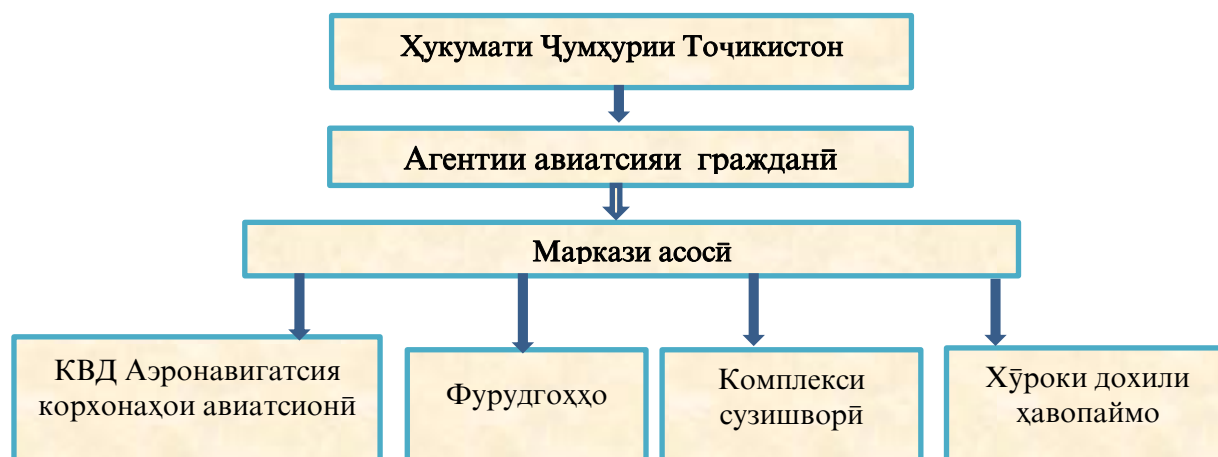 Ҳукумати Ҷумҳурии Тоҷикистон
Агентии авиатсияи гражданӣ
Маркази асосӣ
КВД Аэронавигатсия
корхонаҳои авиатсионӣ
Фурудгоҳҳо
Комплекси
сузишворӣ
Хӯроки дохили
ҳавопаймо